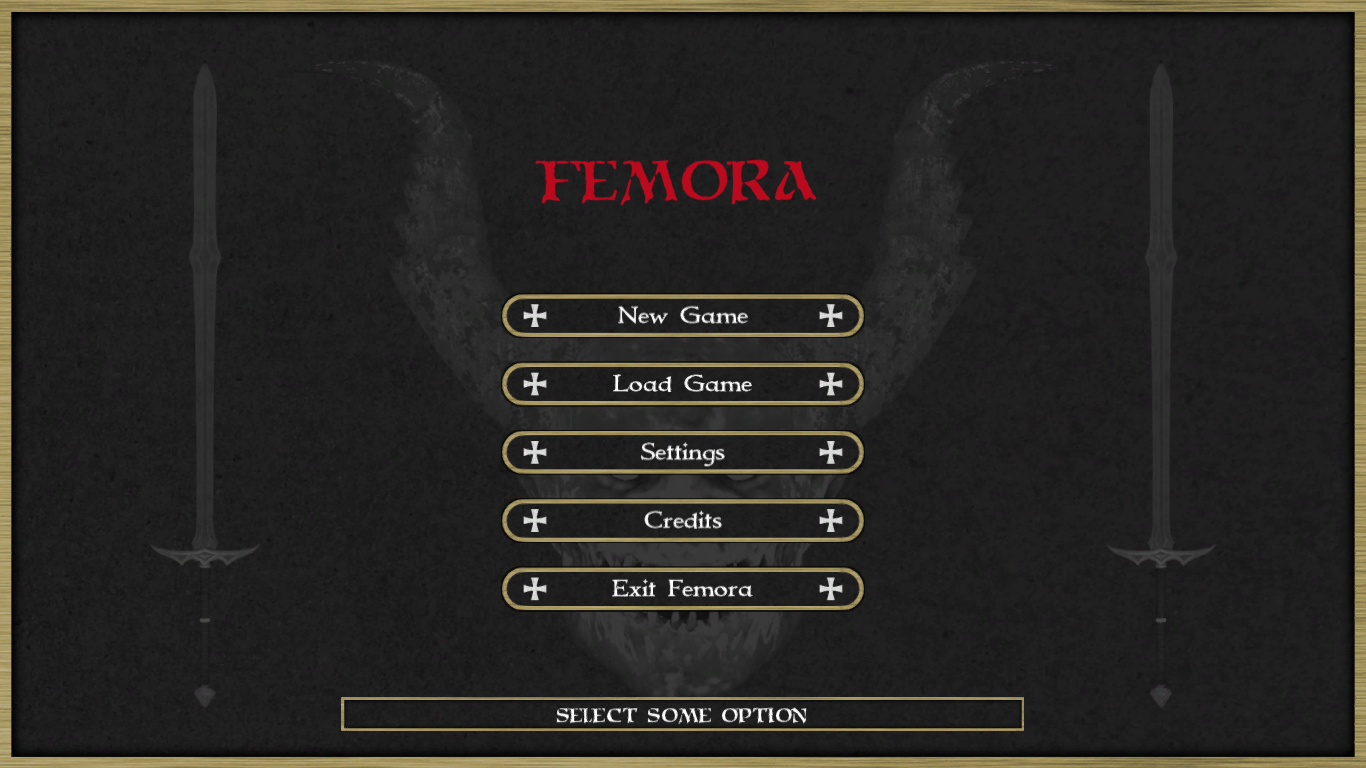 FEMORA
New Game
Load Game
Settings
Credits
Exit Femora
SELECT SOME OPTION